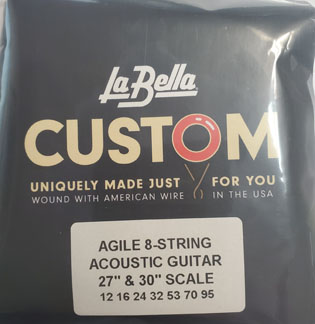 La Bella
CUSTOM
UNIQUELY MADE JUST FOR YOU
WOUND WITH AMERICAN WIRE IN THE USA
AGILE 8-STRING
ACOUSTIC GUITAR
27" & 30" SCALE
12 16 24 32 53 70 95